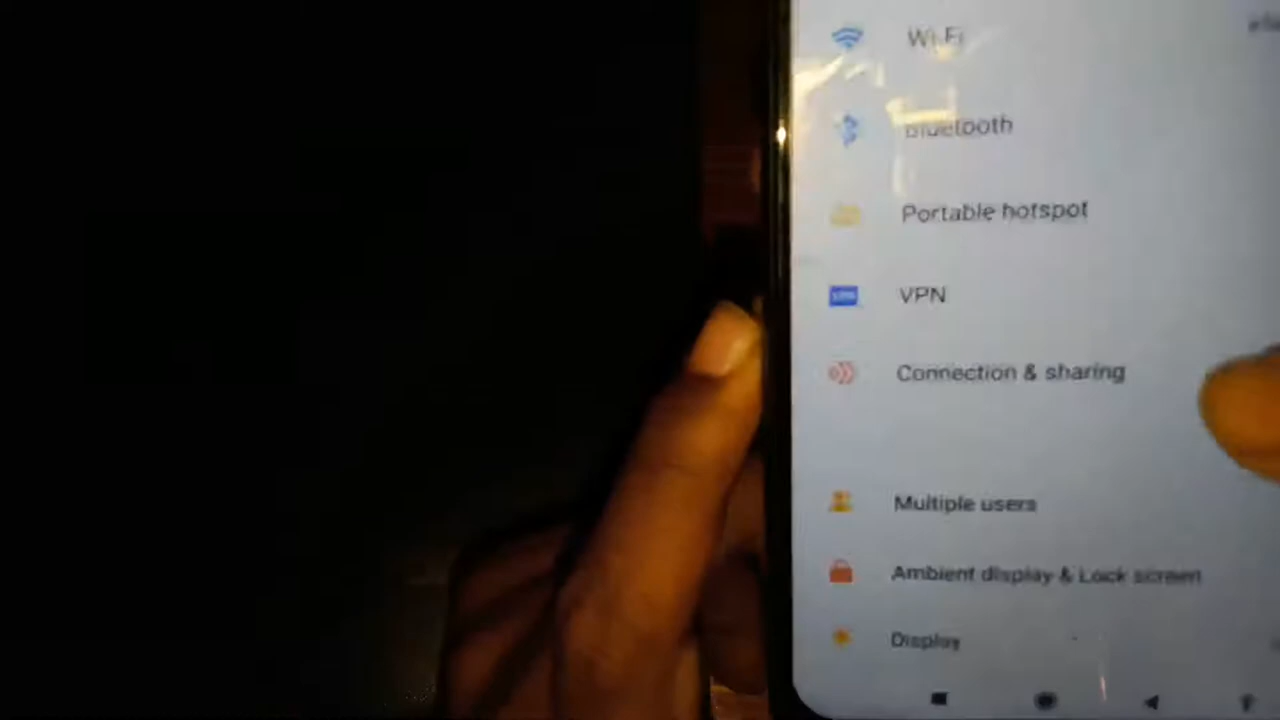 Wi-Fi
Bluetooth
Portable hotspot
VPN
Connection & sharing
Multiple users
Ambient display & Lock screen
Display